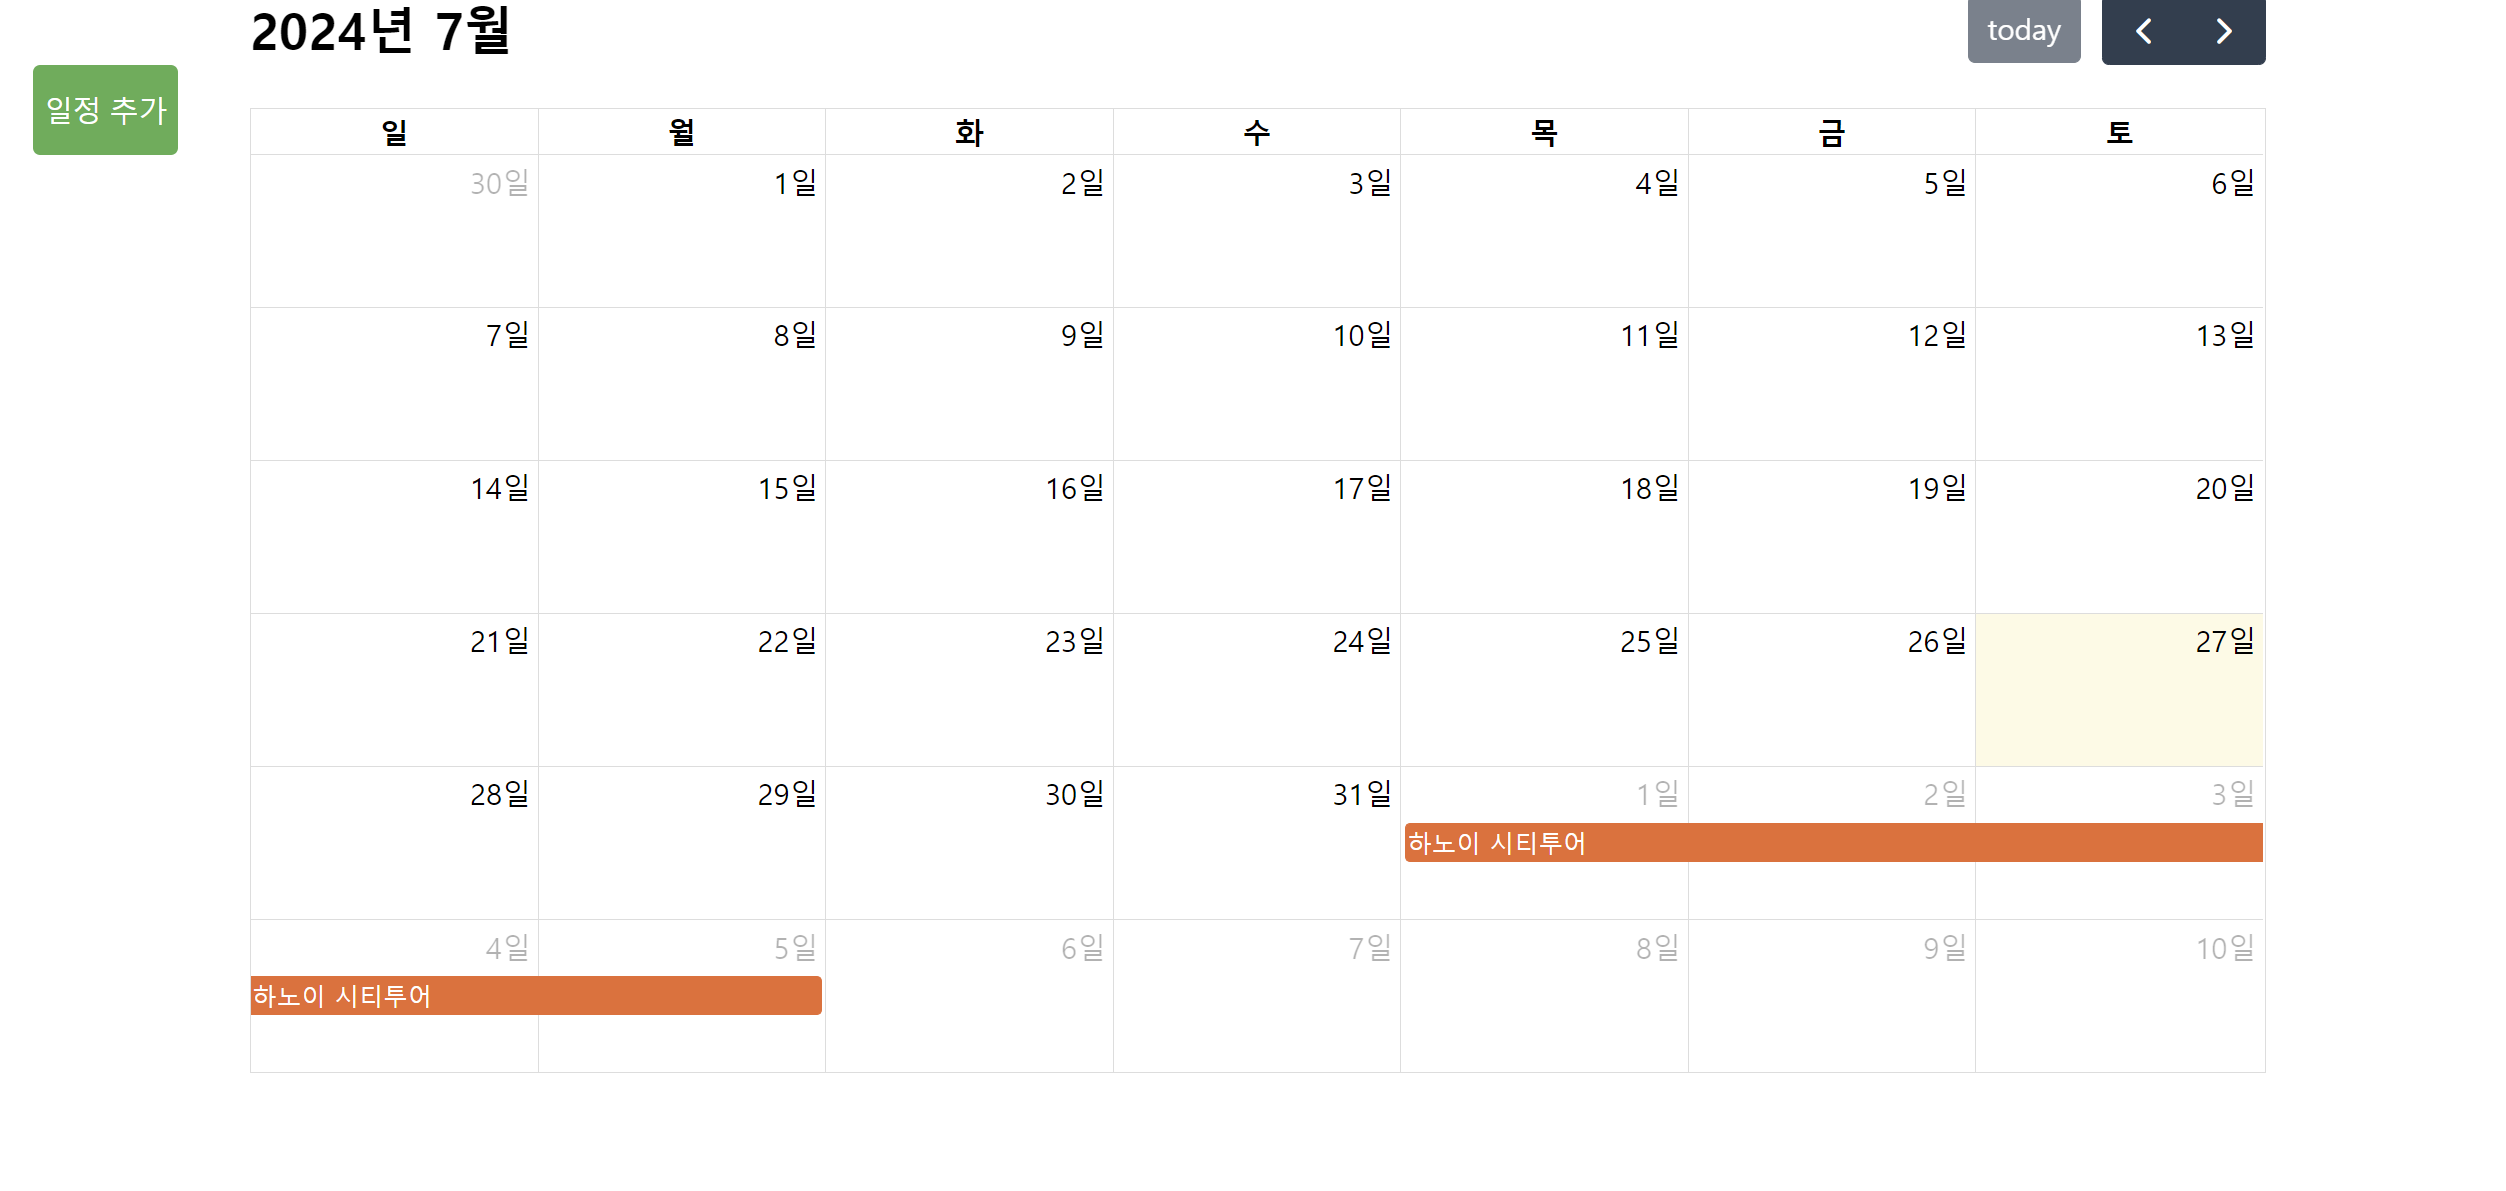 2024년 7월
today
일정 추가
일 월 화 수 목 금 토
30일 1일 2일 3일 4일 5일 6일
7일 8일 9일 10일 11일 12일 13일
14일 15일 16일 17일 18일 19일 20일
21일 22일 23일 24일 25일 26일 27일
28일 29일 30일 31일 1일 2일 3일
하노이 시티투어
4일 5일 6일 7일 8일 9일 10일
하노이 시티투어